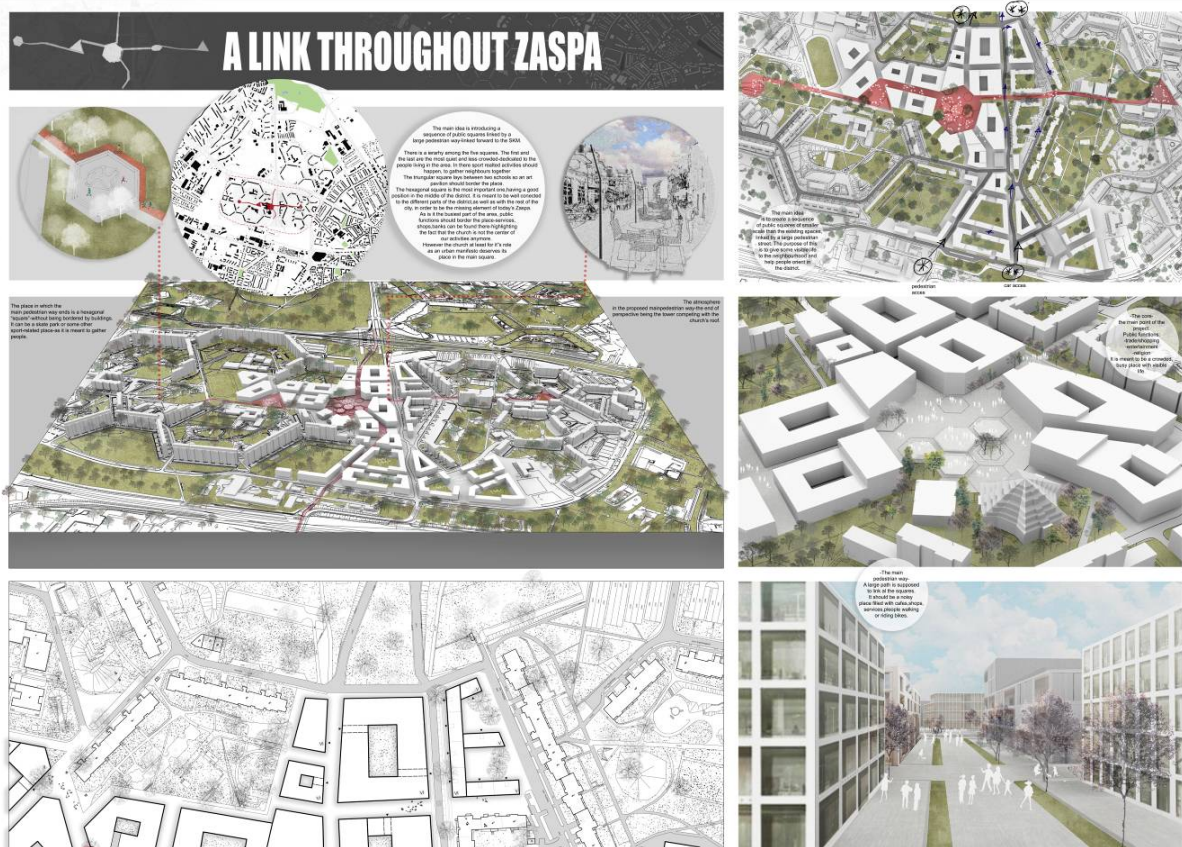 A LINK THROUGHOUT ZASPA
The main idea is introducing a
sequence of public squares linked by a
large pedestrian way-linked forward to the SKM.
There is a among the five squares. The first and
the last are the most quiet and less crowded-dedicated to the
people living in the area. In there sport realted activities should
happen, to gather neighbours together
The triangular square lays between two schools so an art
pavilion should border the place.
The hexagonal square is the most important one,having a good
position in the middle of the district. It is meant to be well conected
to the different parts of the district,as well as with the rest of the
city, in order to be the missing element of today's Zaspa.
As is it the busiest part of the area, public
functions should border the place-services,
shops,banks can be found there-highlighting
the fact that the church is not the center of
our activities anymore.
However the church at least for it's role
as an urban manifestic deserves its
place in the main square.
The place in which the
main pedestrian way ends is a hexagonal
"square"-without being bordered by buildings.
It can be a skate park or some other
sport-related place-as it is meant to gather
people.
The atmosphere
in the proposed mainpedestrian way-the end of
perspective being the tower competing with the
church's roof.
The main idea
is to create a sequence
of public squares of smaller
scale than the existing spaces,
linked by a large pedestrian
street. The purpose of this
is to give some visible life
to the neighbourhood and
help people orient in
the district.
pedestrian
acces
car acces
-The core-
the main point of the
project
Public functions:
-trade/shopping
-entertainment
-religion
It is meant to be a crowded,
busy place with visible
life.
-The main
pedestrian way-
A large path is supposed
to link all the squares.
It should be a noisy
place filled with cafes,shops,
services,people walking
or riding bikes.